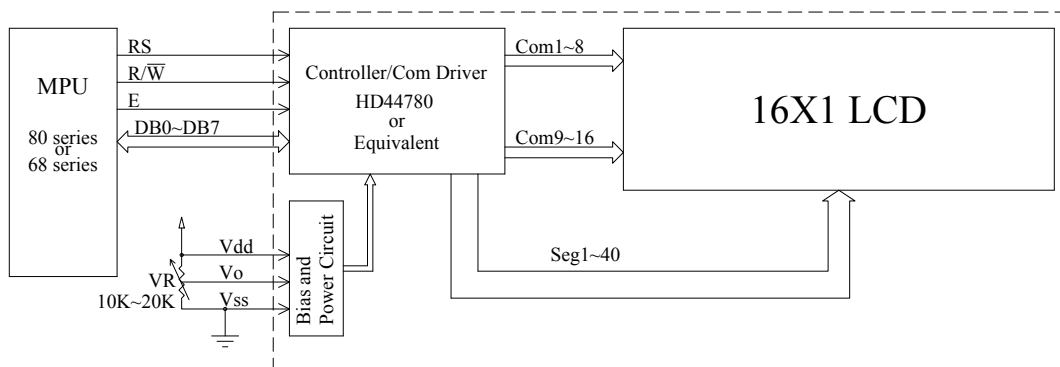 MPU
80 series
or
68 series
RS
R/W̅
E
DB0~DB7
Controller/Com Driver
HD44780
or
Equivalent
Com1~8
Com9~16
16X1 LCD
Seg1~40
Vdd
Vo
Vss
VR
10K~20K
Bias and
Power Circuit